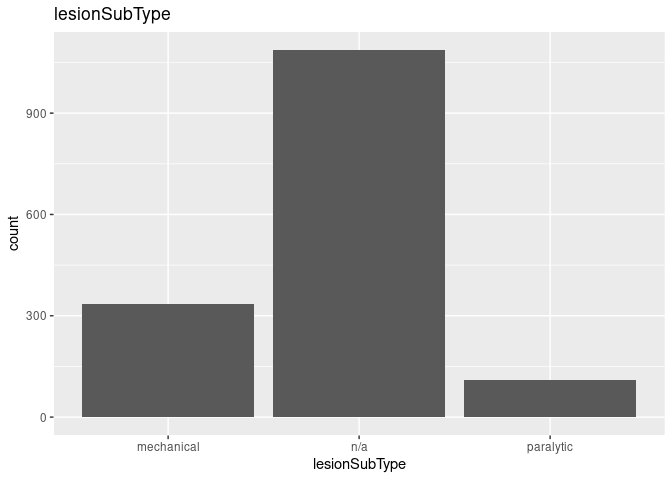 lesionSubType
900
600
300
0
count
mechanical n/a paralytic
lesionSubType